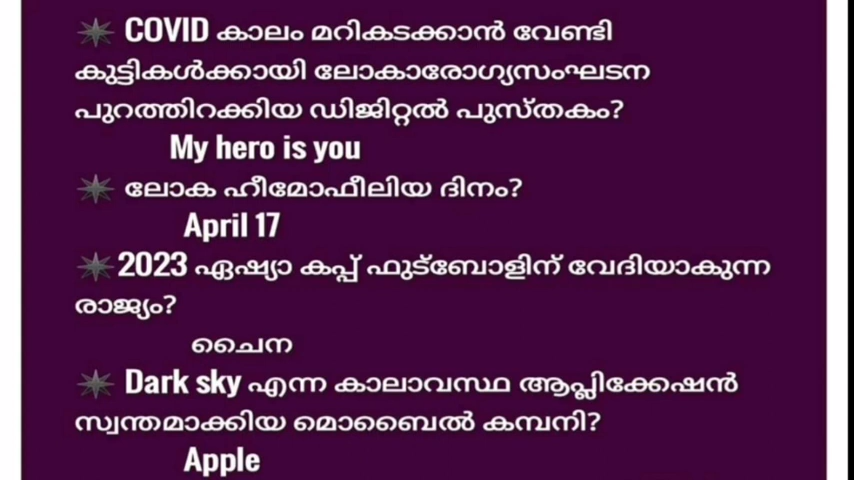 COVID കാലം മറികടക്കാൻ വേണ്ടി
കുട്ടികൾക്കായി ലോകാരോഗ്യസംഘടന
പുറത്തിറക്കിയ ഡിജിറ്റൽ പുസ്തകം?
My hero is you
ലോക ഹീമോഫീലിയ ദിനം?
April 17
2023 ഏഷ്യാ കപ്പ് ഫുട്ബോളിന് വേദിയാകുന്ന
രാജ്യം?
ചൈന
Dark sky എന്ന കാലാവസ്ഥ ആപ്ലിക്കേഷൻ
സ്വന്തമാക്കിയ മൊബൈൽ കമ്പനി?
Apple